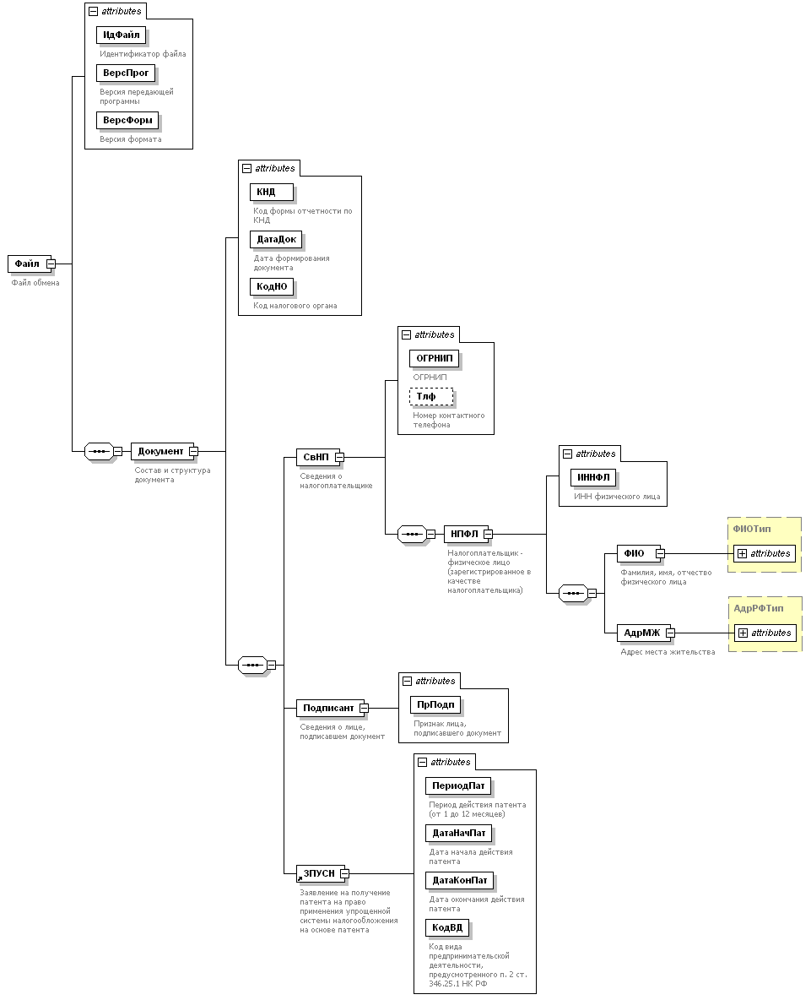 attributes
ИдФайл
Идентификатор файла
ВерсПрог
Версия передающей
программы
ВерсФорм
Версия формата
Файл
Файл обмена
attributes
КНД
Код формы отчетности по
КНД
ДатаДок
Дата формирования
документа
КодНО
Код налогового органа
Документ
Состав и структура
документа
attributes
ОГРНИП
ОГРНИП
Тлф
Номер контактного
телефона
СвНП
Сведения о
налогоплательщике
attributes
ИННФЛ
ИНН физического лица
НПФЛ
Налогоплательщик -
физическое лицо
(зарегистрированное в
качестве
налогоплательщика)
ФИОТип
ФИО
attributes
Фамилия, имя, отчество
физического лица
АдрРФТип
АдрМЖ
attributes
Адрес места жительства
attributes
ПрПодп
Признак лица,
подписавшего документ
Подписант
Сведения о лице,
подписавшем документ
attributes
ПериодПат
Период действия патента
(от 1 до 12 месяцев)
ДатаНачПат
Дата начала действия
патента
ДатаКонПат
Дата окончания действия
патента
КодВД
Код вида
предпринимательской
деятельности,
предусмотренного п. 2 ст.
346.25.1 НК РФ
ЗПУСН
Заявление на получение
патента на право
применения упрощенной
системы налогообложения
на основе патента